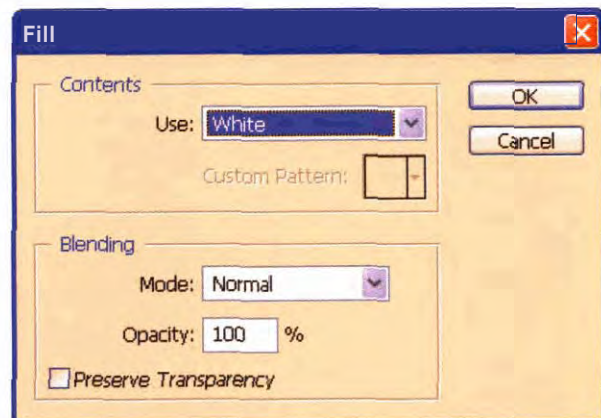 Fill
Contents
Use: White
Custom Pattern:
OK
Cancel
Blending
Mode: Normal
Opacity: 100 %
Preserve Transparency